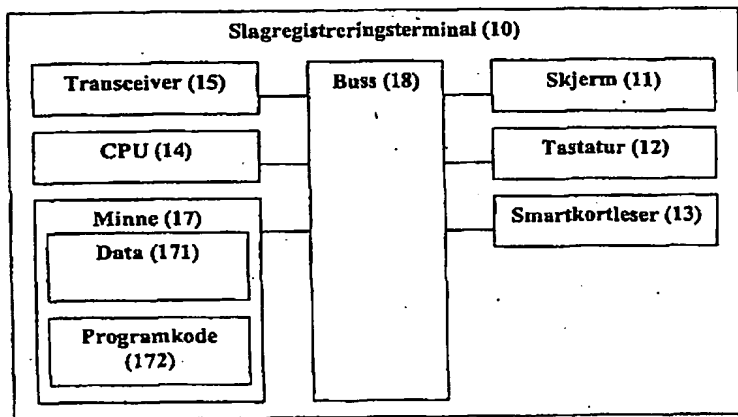 Slagregistreringsterminal (10)
Transceiver (15)
Buss (18)
Skjerm (11)
CPU (14)
Tastatur (12)
Minne (17)
Smartkortleser (13)
Data (171)
Programkode
(172)